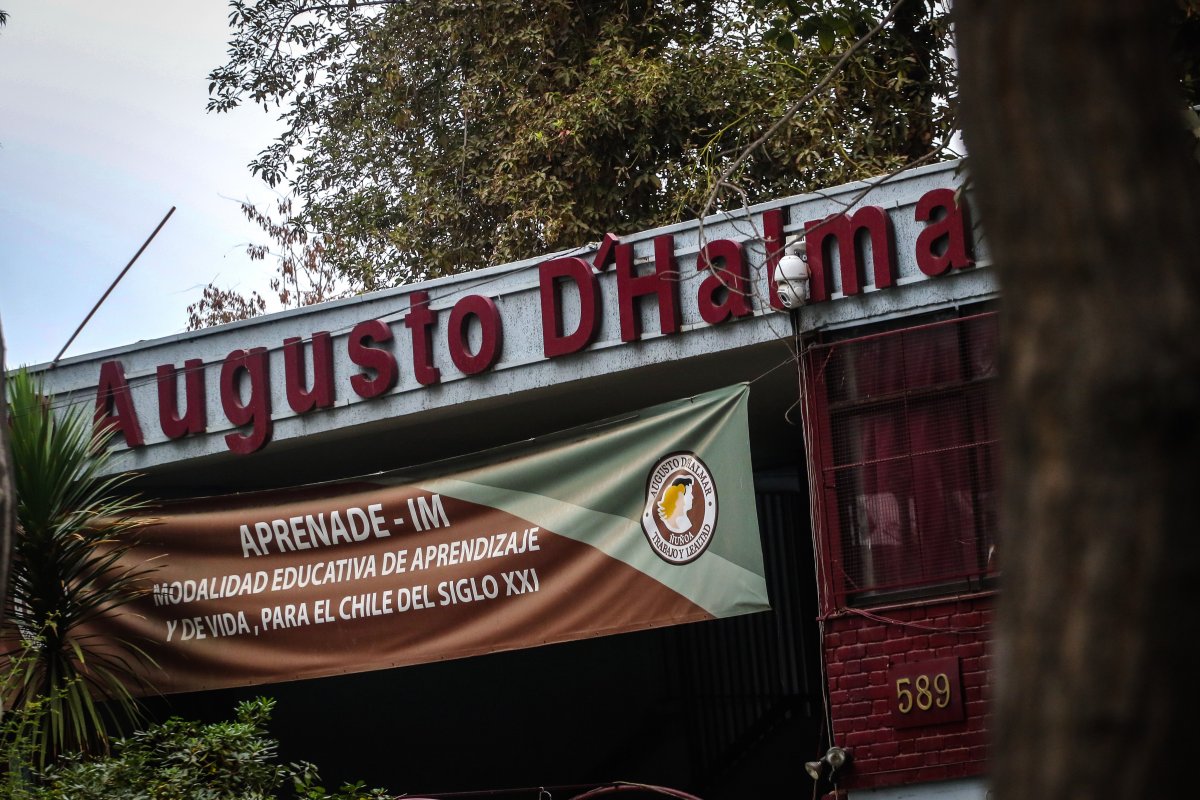 Augusto D'Halma
APRENADE - IM
MODALIDAD EDUCATIVA DE APRENDIZAJE
Y DE VIDA , PARA EL CHILE DEL SIGLO XXI
AUGUSTO D'HALMAR
ÑUÑOA
TRABAJO Y LEALTAD
589